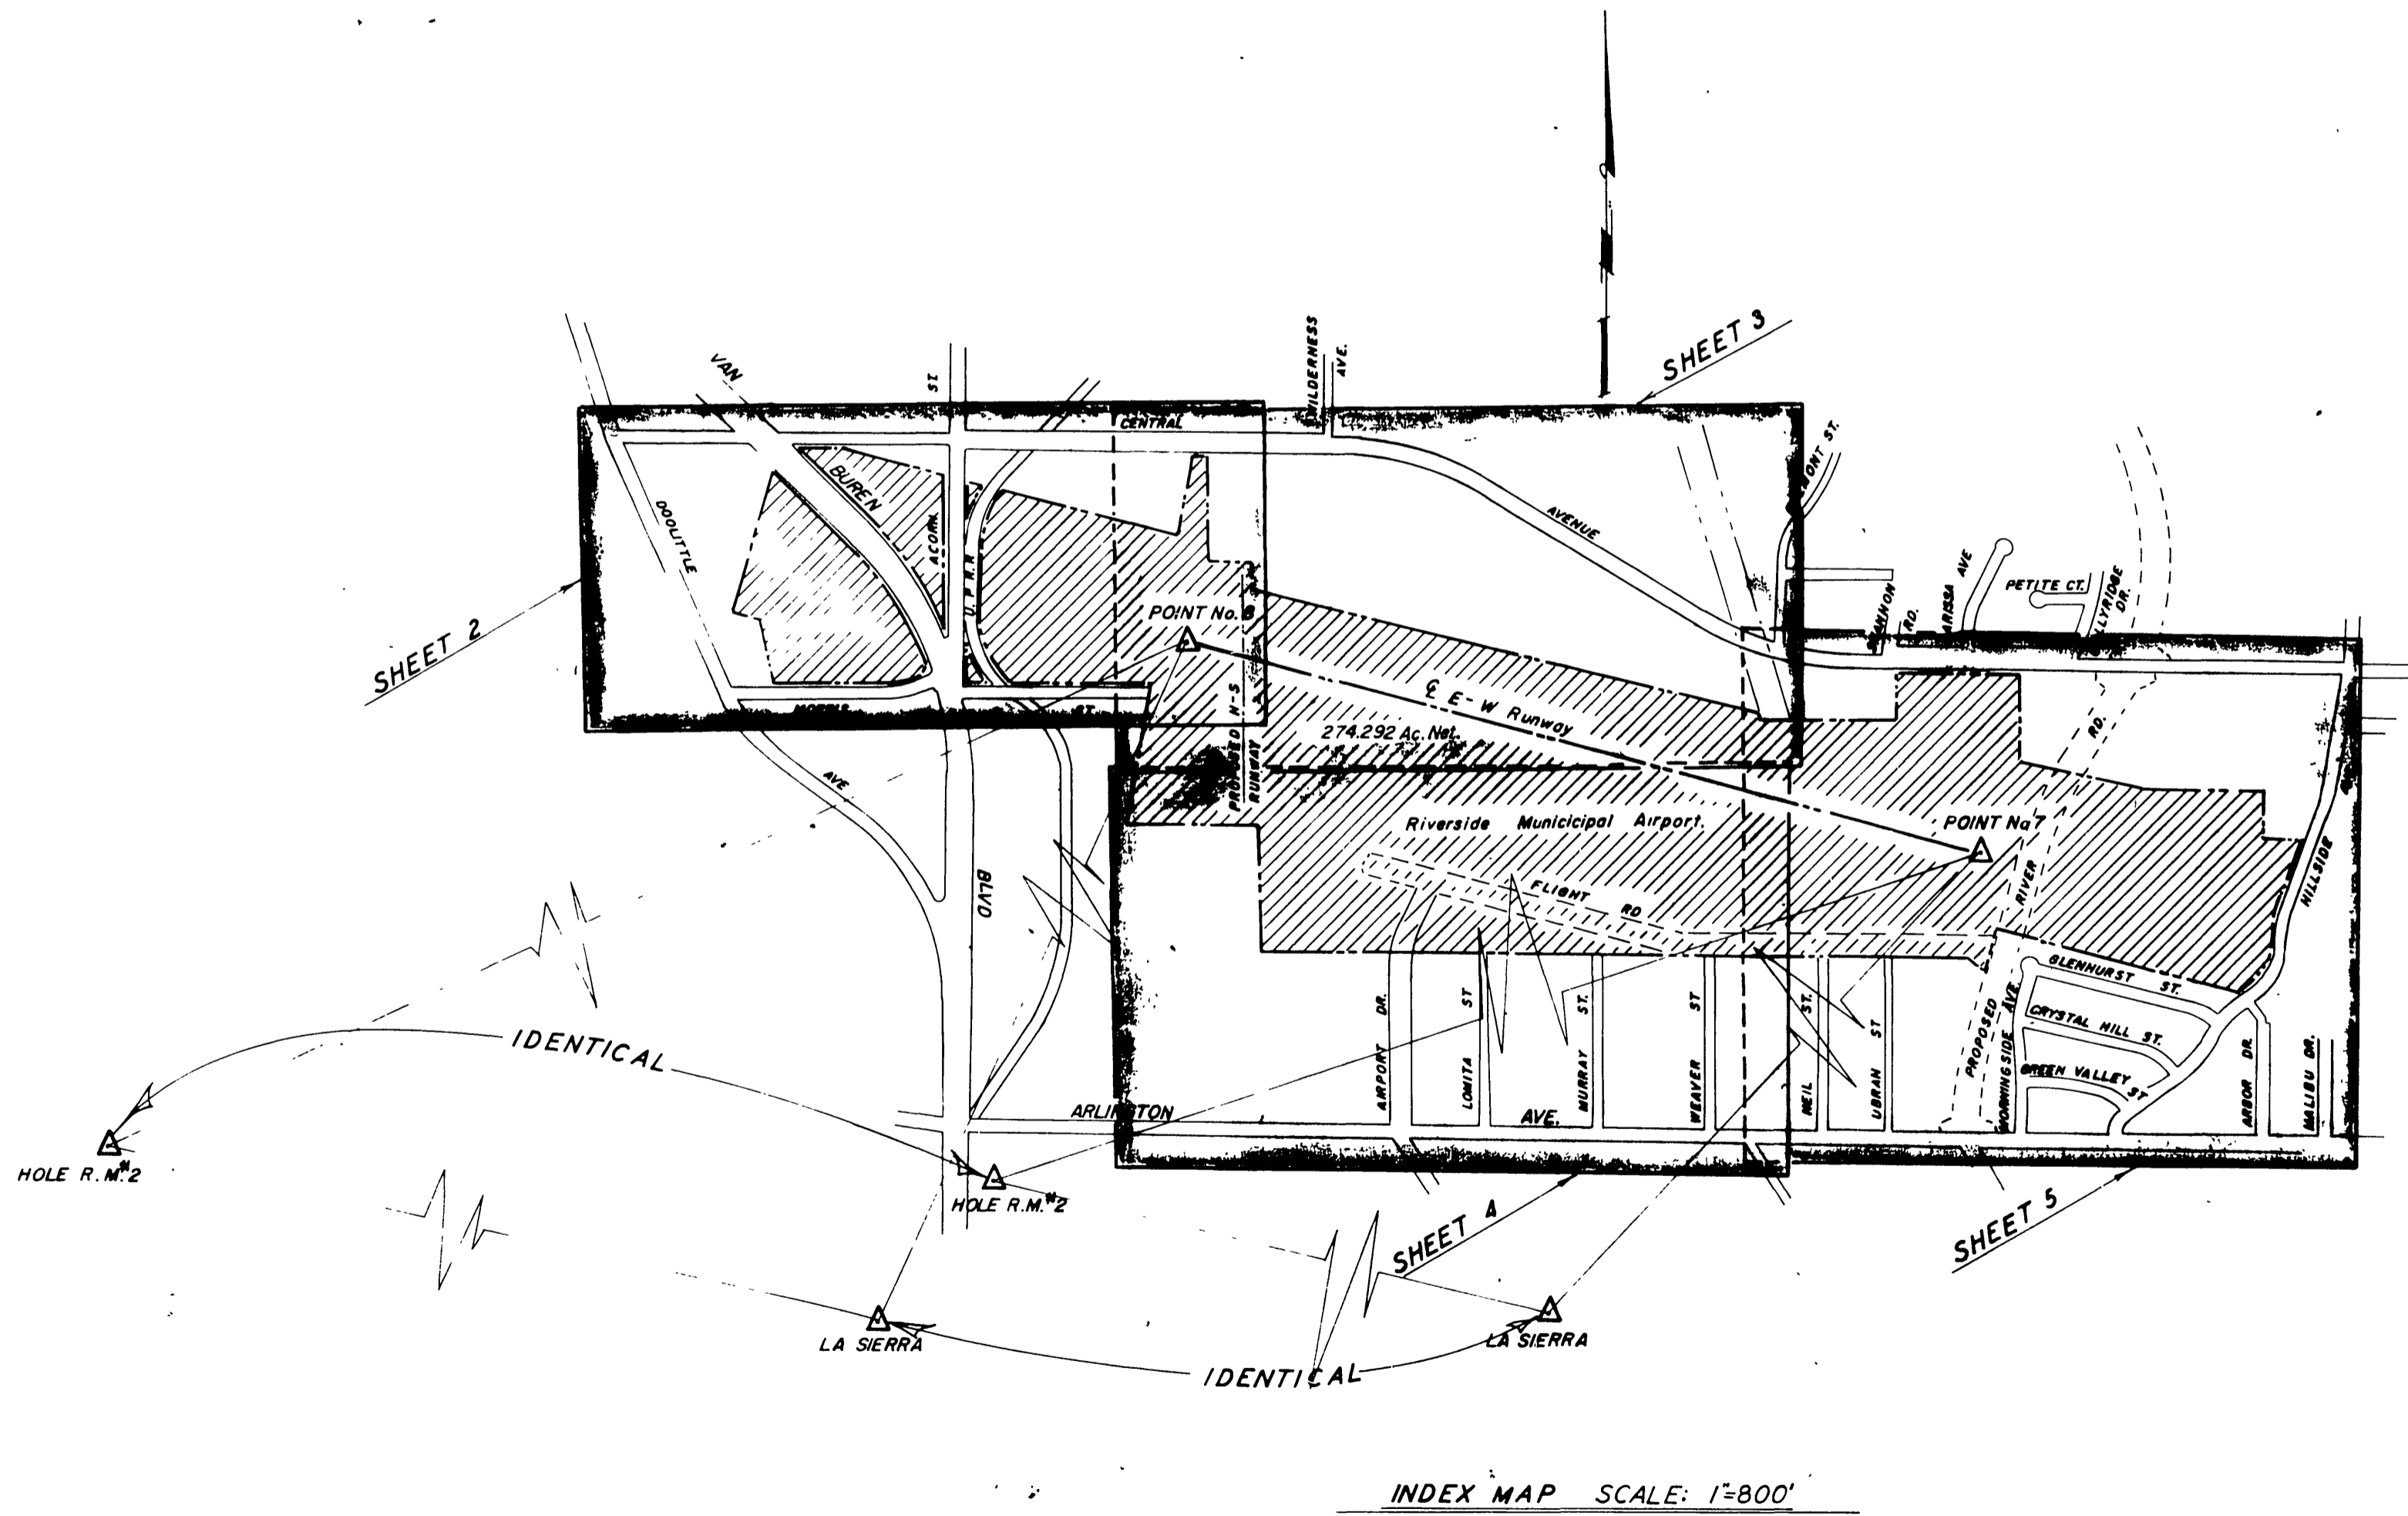 SHEET 3
WILDERNESS
AVE.
VAN
ST
CENTRAL
BUREN
ACORN
DOOLITTLE
U.P.R.R.
AVENUE
PETITE CT.
RD.
POINT No. 6
SHEET 2
MORRIS
ST.
℄ E-W Runway
274.292 Ac. Net.
PROPOSED N-S
RUNWAY
AVE
Riverside Municicipal Airport.
POINT No 7
RD.
RIVER
HILLSIDE
FLIGHT RD
BLVD
GLENHURST ST.
CRYSTAL HILL ST.
GREEN VALLEY ST
PROPOSED
MORNINGSIDE AVE.
AIRPORT DR.
LOMITA ST
MURRAY ST.
WEAVER ST
NEIL ST.
UBRAN ST
ARBOR DR.
MALIBU DR.
IDENTICAL
ARLINGTON
AVE.
HOLE R.M.#2
HOLE R.M.#2
SHEET 4
SHEET 5
LA SIERRA
LA SIERRA
IDENTICAL
INDEX MAP SCALE: 1"=800'